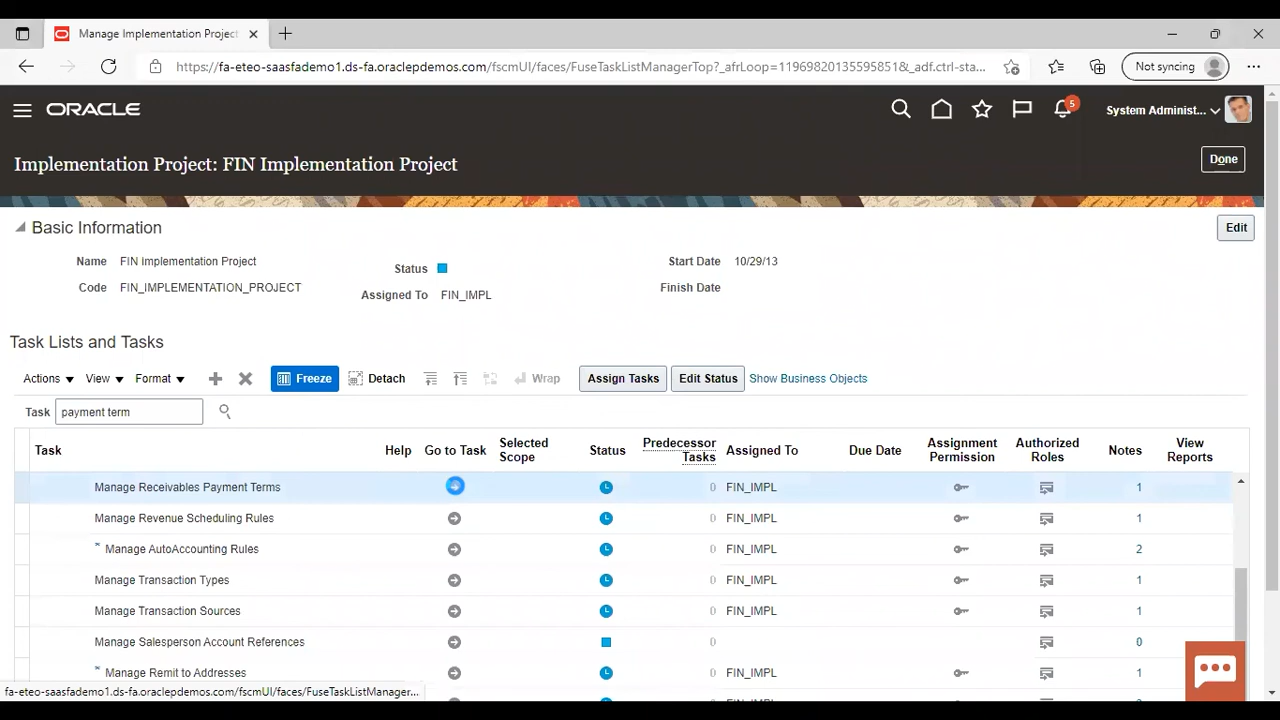 Manage Implementation Project
https://fa-eteo-saasfademo1.ds-fa.oraclepdemos.com/fscmUI/faces/FuseTaskListManagerTop?_afrLoop=11969820135595851&_adf.ctrl-sta...
Not syncing
ORACLE
5
System Administ...
Implementation Project: FIN Implementation Project
Done
Basic Information
Edit
Name FIN Implementation Project
Status
Start Date 10/29/13
Code FIN_IMPLEMENTATION_PROJECT
Assigned To FIN_IMPL
Finish Date
Task Lists and Tasks
Actions View Format Freeze Detach Wrap Assign Tasks Edit Status Show Business Objects
Task payment term
Task Help Go to Task Selected Scope Status Predecessor Tasks Assigned To Due Date Assignment Permission Authorized Roles Notes View Reports
Manage Receivables Payment Terms 0 FIN_IMPL 1
Manage Revenue Scheduling Rules 0 FIN_IMPL 1
* Manage AutoAccounting Rules 0 FIN_IMPL 2
Manage Transaction Types 0 FIN_IMPL 1
Manage Transaction Sources 0 FIN_IMPL 1
Manage Salesperson Account References 0 0
* Manage Remit to Addresses 0 FIN_IMPL 1
fa-eteo-saasfademo1.ds-fa.oraclepdemos.com/fscmUI/faces/FuseTaskListManager...